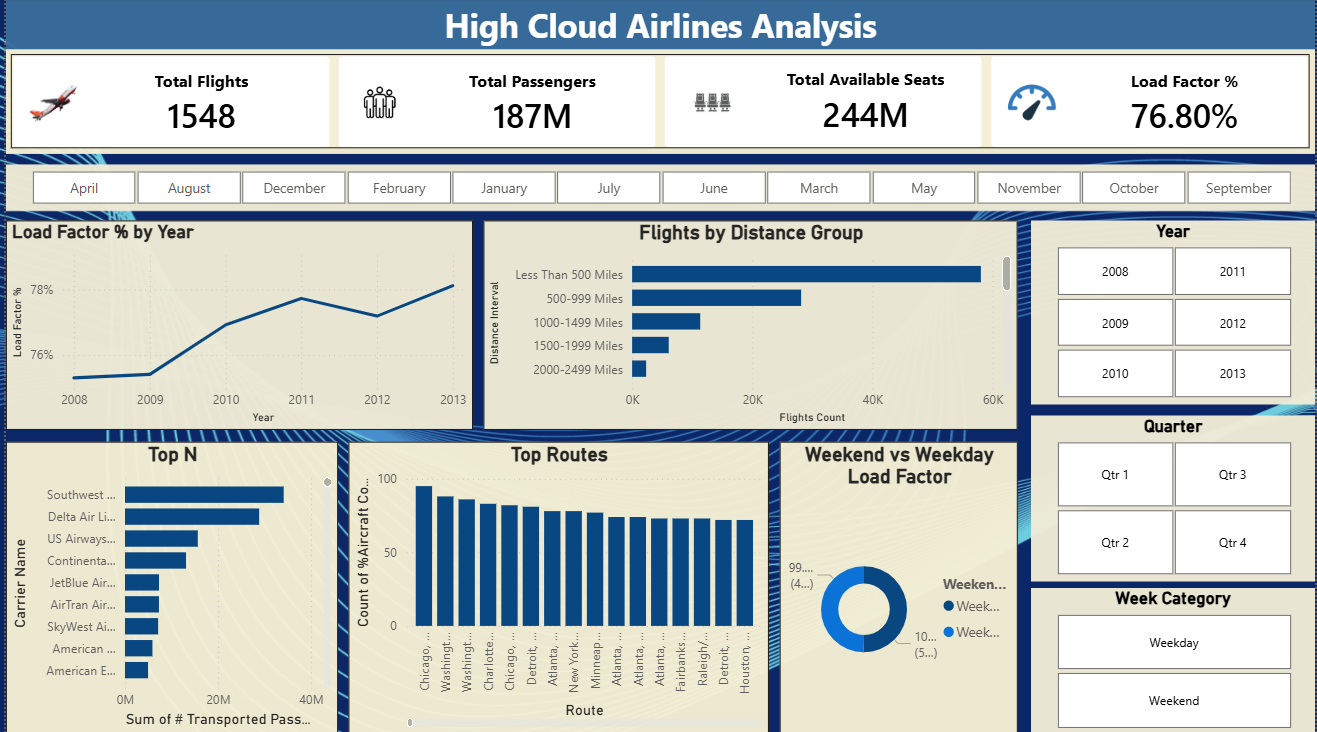 High Cloud Airlines Analysis
Total Flights
1548
Total Passengers
187M
Total Available Seats
244M
Load Factor %
76.80%
April
August
December
February
January
July
June
March
May
November
October
September
Load Factor % by Year
Load Factor %
78%
76%
2008
2009
2010
2011
2012
2013
Year
Flights by Distance Group
Distance Interval
Less Than 500 Miles
500-999 Miles
1000-1499 Miles
1500-1999 Miles
2000-2499 Miles
0K
20K
40K
60K
Flights Count
Year
2008
2011
2009
2012
2010
2013
Quarter
Qtr 1
Qtr 3
Qtr 2
Qtr 4
Week Category
Weekday
Weekend
Top N
Carrier Name
Southwest ...
Delta Air Li...
US Airways...
Continenta...
JetBlue Air...
AirTran Air...
SkyWest Ai...
American ...
American E...
0M
20M
40M
Sum of # Transported Pass...
Top Routes
Count of %Aircraft Co...
100
50
0
Chicago, ...
Washingt...
Washingt...
Charlotte...
Chicago, ...
Detroit, ...
Atlanta, ...
New York...
Minneap...
Atlanta, ...
Atlanta, ...
Atlanta, ...
Fairbanks...
Raleigh/...
Detroit, ...
Houston, ...
Route
Weekend vs Weekday
Load Factor
99....
(4...)
10...
(5...)
Weeken...
Week...
Week...